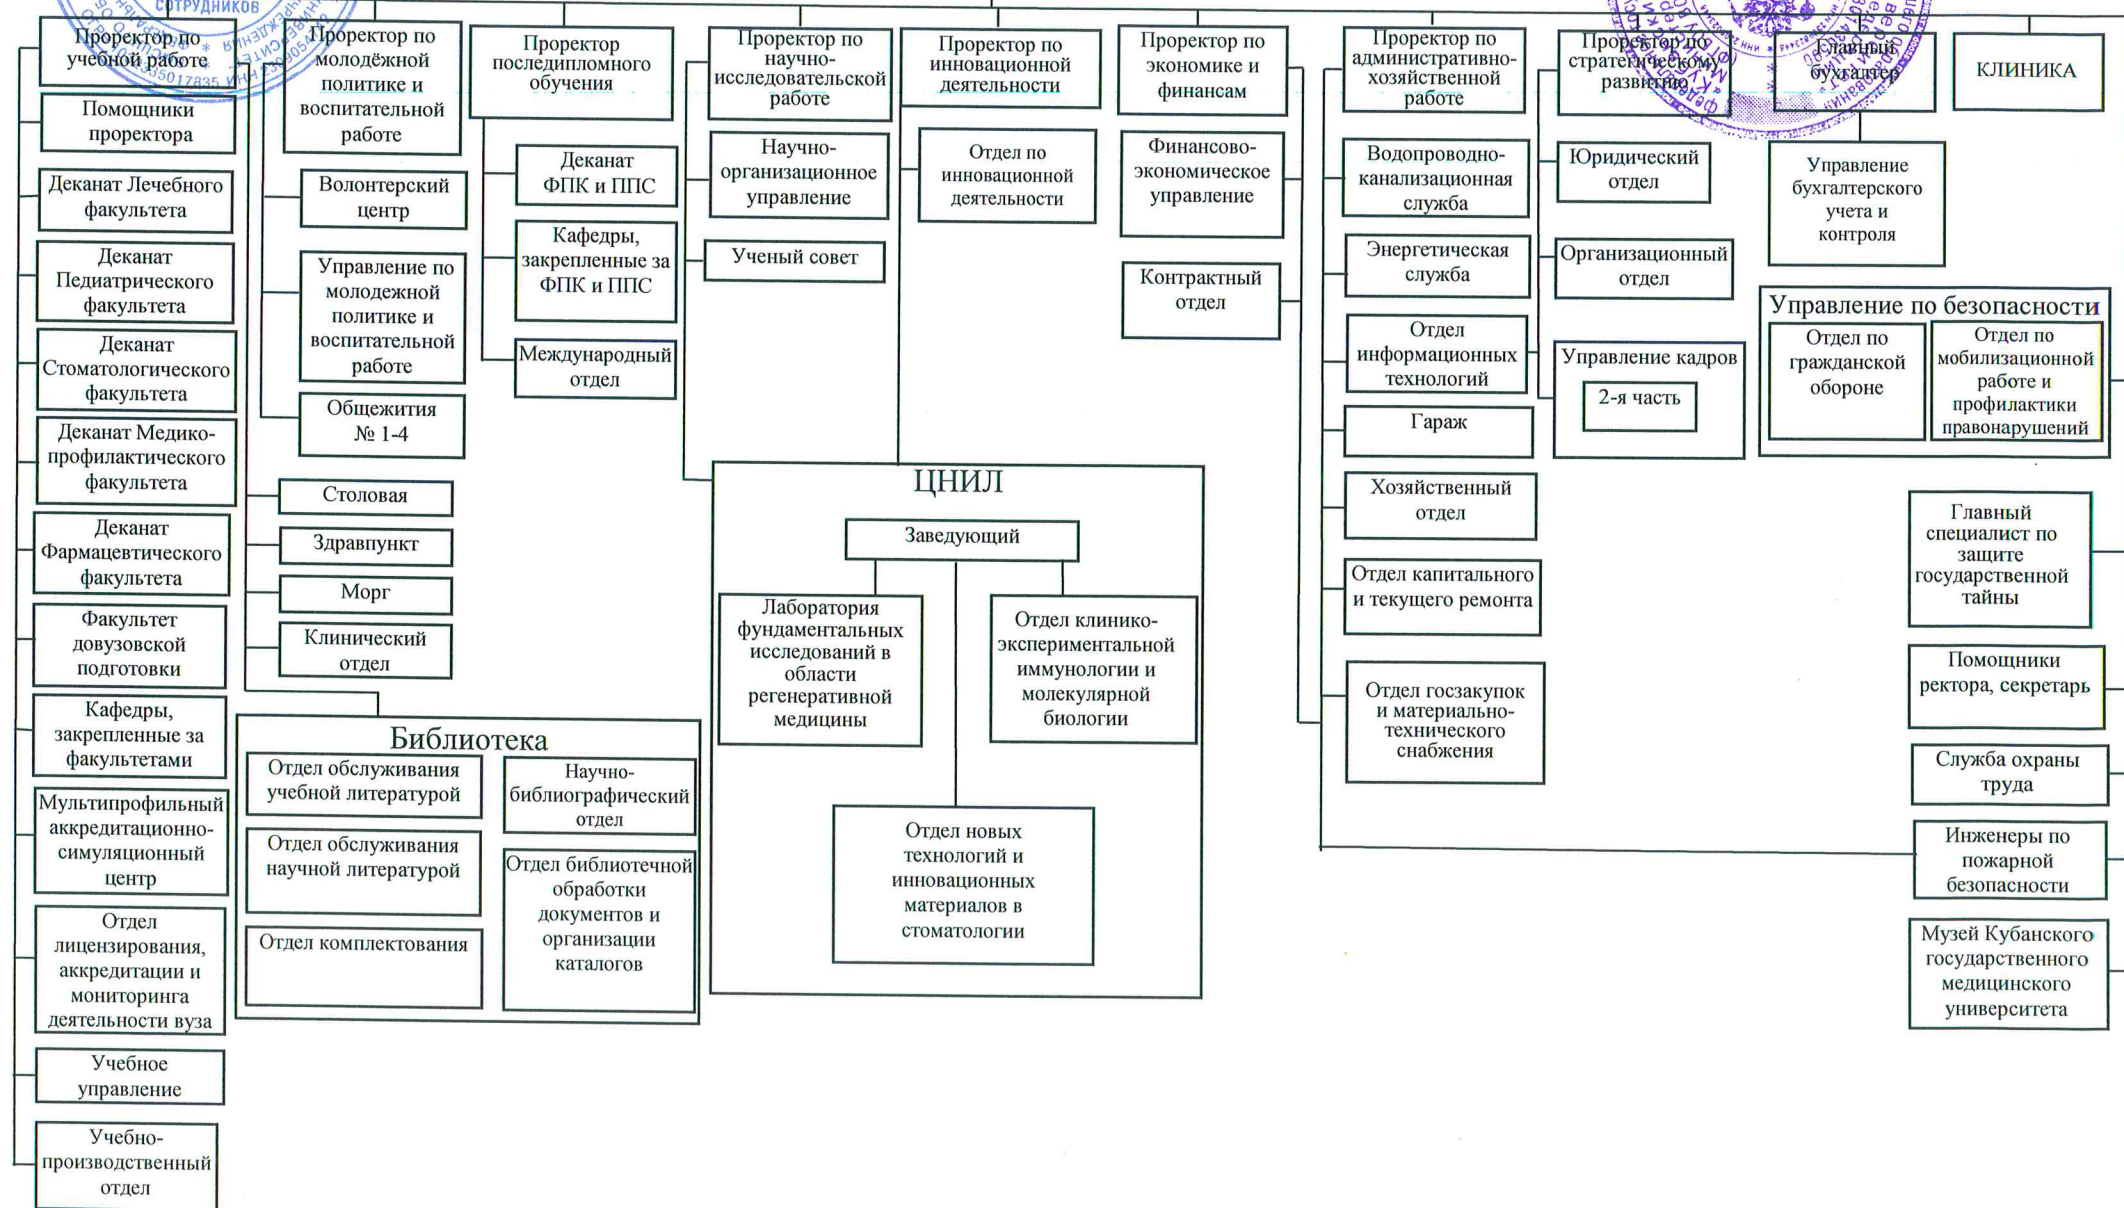 СОТРУДНИКОВ
Проректор по
учебной работе
Помощники
проректора
Деканат Лечебного
факультета
Деканат
Педиатрического
факультета
Деканат
Стоматологического
факультета
Деканат Медико-
профилактического
факультета
Деканат
Фармацевтического
факультета
Факультет
довузовской
подготовки
Кафедры,
закрепленные за
факультетами
Мультипрофильный
аккредитационно-
симуляционный
центр
Отдел
лицензирования,
аккредитации и
мониторинга
деятельности вуза
Учебное
управление
Учебно-
производственный
отдел
Проректор по
молодёжной
политике и
воспитательной
работе
Волонтерский
центр
Управление по
молодежной
политике и
воспитательной
работе
Общежития
№ 1-4
Столовая
Здравпункт
Морг
Клинический
отдел
Библиотека
Отдел обслуживания
учебной литературой
Отдел обслуживания
научной литературой
Отдел комплектования
Научно-
библиографический
отдел
Отдел библиотечной
обработки
документов и
организации
каталогов
Проректор
последипломного
обучения
Деканат
ФПК и ППС
Кафедры,
закрепленные за
ФПК и ППС
Международный
отдел
Проректор по
научно-
исследовательской
работе
Научно-
организационное
управление
Ученый совет
Проректор по
инновационной
деятельности
Отдел по
инновационной
деятельности
ЦНИЛ
Заведующий
Лаборатория
фундаментальных
исследований в
области
регенеративной
медицины
Отдел клинико-
экспериментальной
иммунологии и
молекулярной
биологии
Отдел новых
технологий и
инновационных
материалов в
стоматологии
Проректор по
экономике и
финансам
Финансово-
экономическое
управление
Контрактный
отдел
Проректор по
административно-
хозяйственной
работе
Водопроводно-
канализационная
служба
Энергетическая
служба
Отдел
информационных
технологий
Гараж
Хозяйственный
отдел
Отдел капитального
и текущего ремонта
Отдел госзакупок
и материально-
технического
снабжения
Проректор по
стратегическому
развитию
Юридический
отдел
Организационный
отдел
Управление кадров
2-я часть
Главный
бухгалтер
Управление
бухгалтерского
учета и
контроля
КЛИНИКА
Управление по безопасности
Отдел по
гражданской
обороне
Отдел по
мобилизационной
работе и
профилактики
правонарушений
Главный
специалист по
защите
государственной
тайны
Помощники
ректора, секретарь
Служба охраны
труда
Инженеры по
пожарной
безопасности
Музей Кубанского
государственного
медицинского
университета